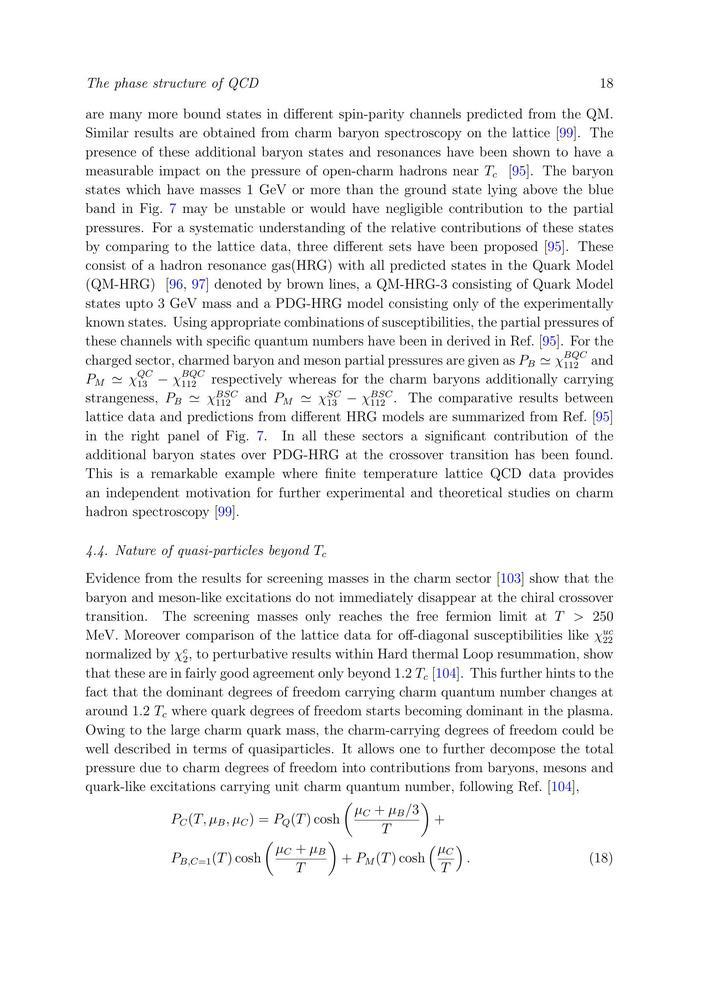 The phase structure of QCD 18
are many more bound states in different spin-parity channels predicted from the QM.
Similar results are obtained from charm baryon spectroscopy on the lattice [99]. The
presence of these additional baryon states and resonances have been shown to have a
measurable impact on the pressure of open-charm hadrons near $T_c$ [95]. The baryon
states which have masses 1 GeV or more than the ground state lying above the blue
band in Fig. 7 may be unstable or would have negligible contribution to the partial
pressures. For a systematic understanding of the relative contributions of these states
by comparing to the lattice data, three different sets have been proposed [95]. These
consist of a hadron resonance gas(HRG) with all predicted states in the Quark Model
(QM-HRG) [96, 97] denoted by brown lines, a QM-HRG-3 consisting of Quark Model
states upto 3 GeV mass and a PDG-HRG model consisting only of the experimentally
known states. Using appropriate combinations of susceptibilities, the partial pressures of
these channels with specific quantum numbers have been in derived in Ref. [95]. For the
charged sector, charmed baryon and meson partial pressures are given as $P_B \simeq \chi_{112}^{BQC}$ and
$P_M \simeq \chi_{13}^{QC} - \chi_{112}^{BQC}$ respectively whereas for the charm baryons additionally carrying
strangeness, $P_B \simeq \chi_{112}^{BSC}$ and $P_M \simeq \chi_{13}^{SC} - \chi_{112}^{BSC}$. The comparative results between
lattice data and predictions from different HRG models are summarized from Ref. [95]
in the right panel of Fig. 7. In all these sectors a significant contribution of the
additional baryon states over PDG-HRG at the crossover transition has been found.
This is a remarkable example where finite temperature lattice QCD data provides
an independent motivation for further experimental and theoretical studies on charm
hadron spectroscopy [99].
4.4. Nature of quasi-particles beyond $T_c$
Evidence from the results for screening masses in the charm sector [103] show that the
baryon and meson-like excitations do not immediately disappear at the chiral crossover
transition. The screening masses only reaches the free fermion limit at $T > 250$
MeV. Moreover comparison of the lattice data for off-diagonal susceptibilities like $\chi_{22}^{uc}$
normalized by $\chi_2^c$, to perturbative results within Hard thermal Loop resummation, show
that these are in fairly good agreement only beyond 1.2 $T_c$ [104]. This further hints to the
fact that the dominant degrees of freedom carrying charm quantum number changes at
around 1.2 $T_c$ where quark degrees of freedom starts becoming dominant in the plasma.
Owing to the large charm quark mass, the charm-carrying degrees of freedom could be
well described in terms of quasiparticles. It allows one to further decompose the total
pressure due to charm degrees of freedom into contributions from baryons, mesons and
quark-like excitations carrying unit charm quantum number, following Ref. [104],
$P_C(T, \mu_B, \mu_C) = P_Q(T) \cosh\left(\frac{\mu_C + \mu_B/3}{T}\right) +$
$P_{B,C=1}(T) \cosh\left(\frac{\mu_C + \mu_B}{T}\right) + P_M(T) \cosh\left(\frac{\mu_C}{T}\right).$ (18)